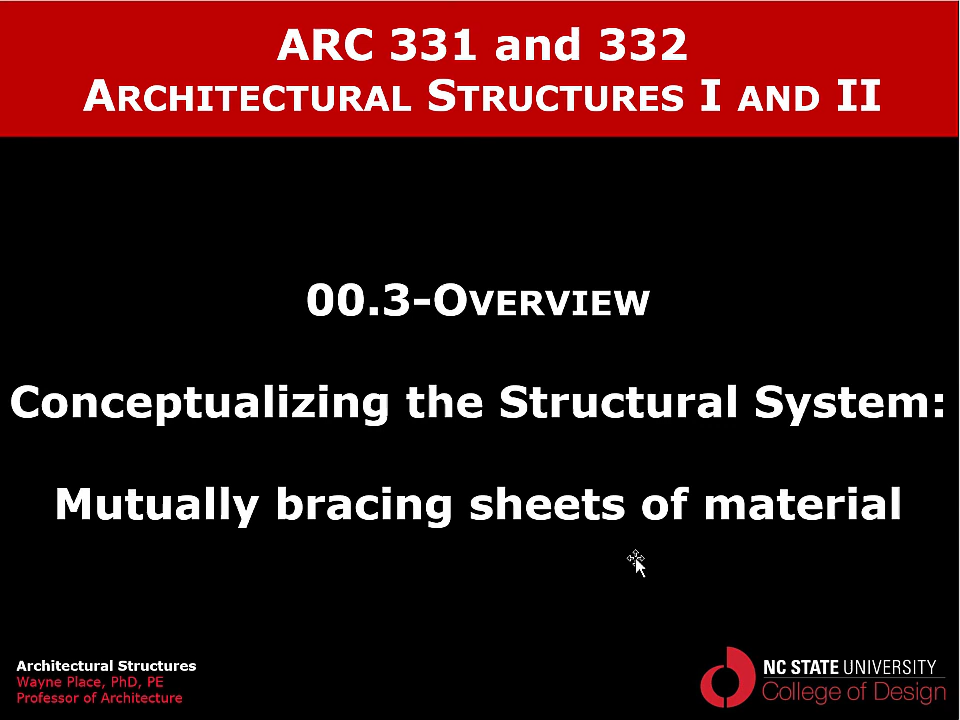 ARC 331 and 332
ARCHITECTURAL STRUCTURES I AND II
00.3-OVERVIEW
Conceptualizing the Structural System:
Mutually bracing sheets of material
Architectural Structures
Wayne Place, PhD, PE
Professor of Architecture
NC STATE UNIVERSITY
College of Design